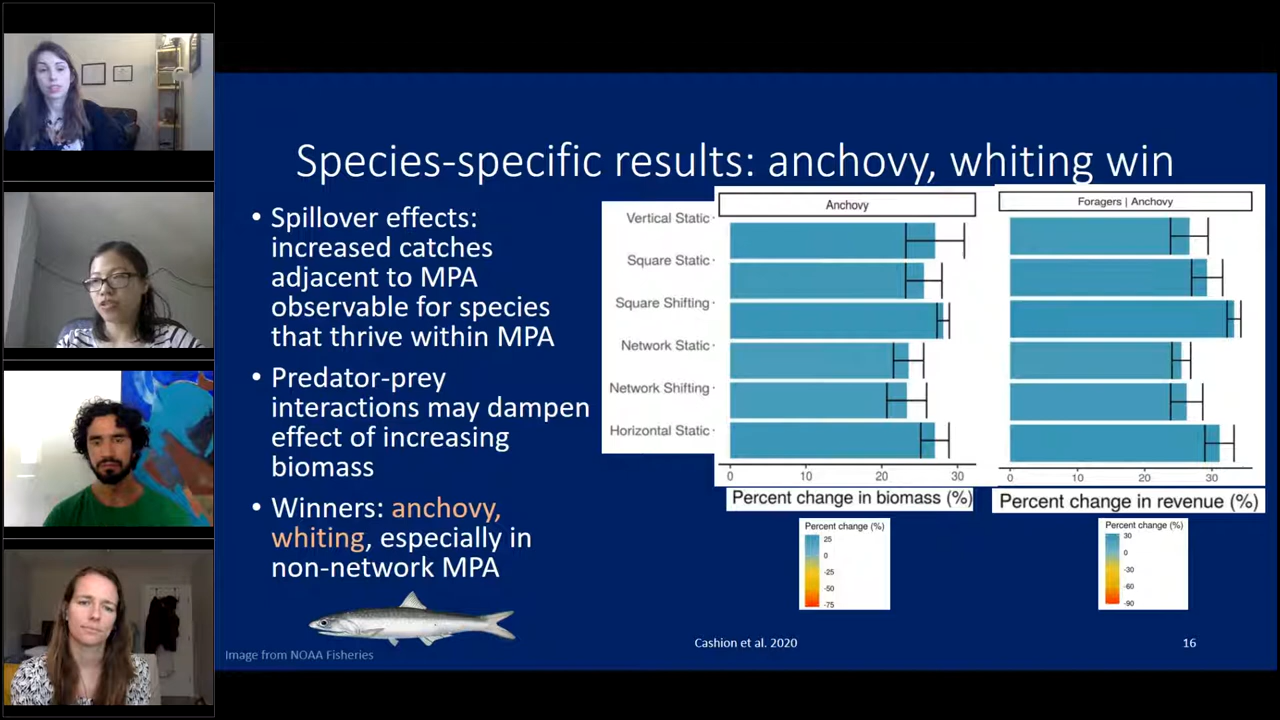 Species-specific results: anchovy, whiting win
• Spillover effects:
increased catches
adjacent to MPA
observable for species
that thrive within MPA
• Predator-prey
interactions may dampen
effect of increasing
biomass
• Winners: anchovy,
whiting, especially in
non-network MPA
Image from NOAA Fisheries
Vertical Static
Square Static
Square Shifting
Network Static
Network Shifting
Horizontal Static
Anchovy
0 10 20 30
Percent change in biomass (%)
Percent change (%)
25
0
-25
-50
-75
Foragers | Anchovy
0 10 20 30
Percent change in revenue (%)
Percent change (%)
30
0
-30
-60
-90
Cashion et al. 2020
16